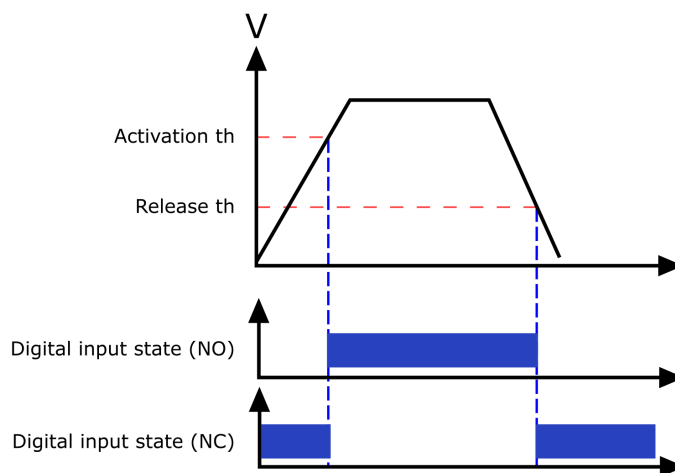 V
Activation th
Release th
Digital input state (NO)
Digital input state (NC)